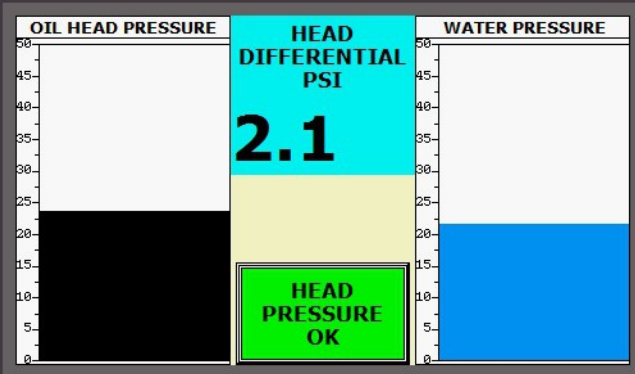 OIL HEAD PRESSURE
50
45
40
35
30
25
20
15
10
5
0
HEAD
DIFFERENTIAL
PSI
2.1
HEAD
PRESSURE
OK
WATER PRESSURE
50
45
40
35
30
25
20
15
10
5
0